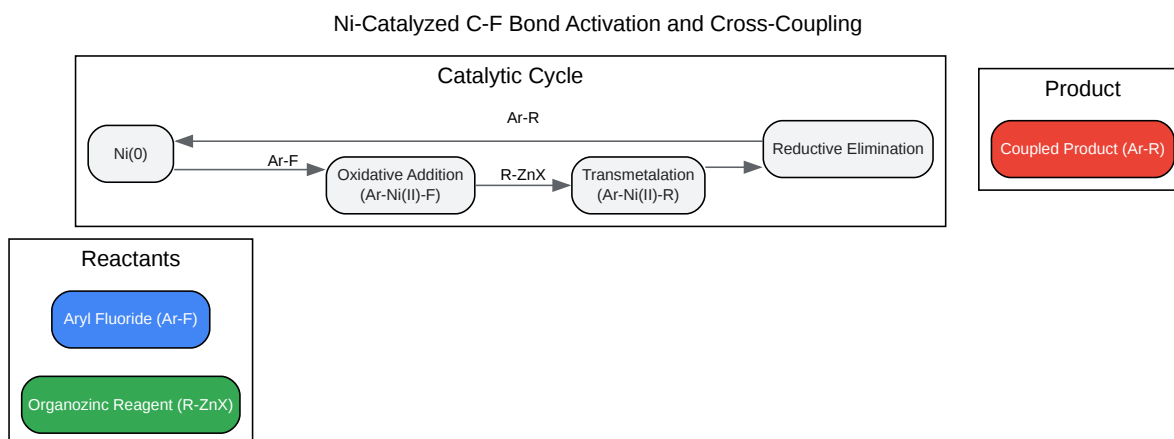 Ni-Catalyzed C-F Bond Activation and Cross-Coupling
Catalytic Cycle
Product
Ar-R
Ni(0)
Ar-F
Oxidative Addition
(Ar-Ni(II)-F)
R-ZnX
Transmetalation
(Ar-Ni(II)-R)
Reductive Elimination
Coupled Product (Ar-R)
Reactants
Aryl Fluoride (Ar-F)
Organozinc Reagent (R-ZnX)